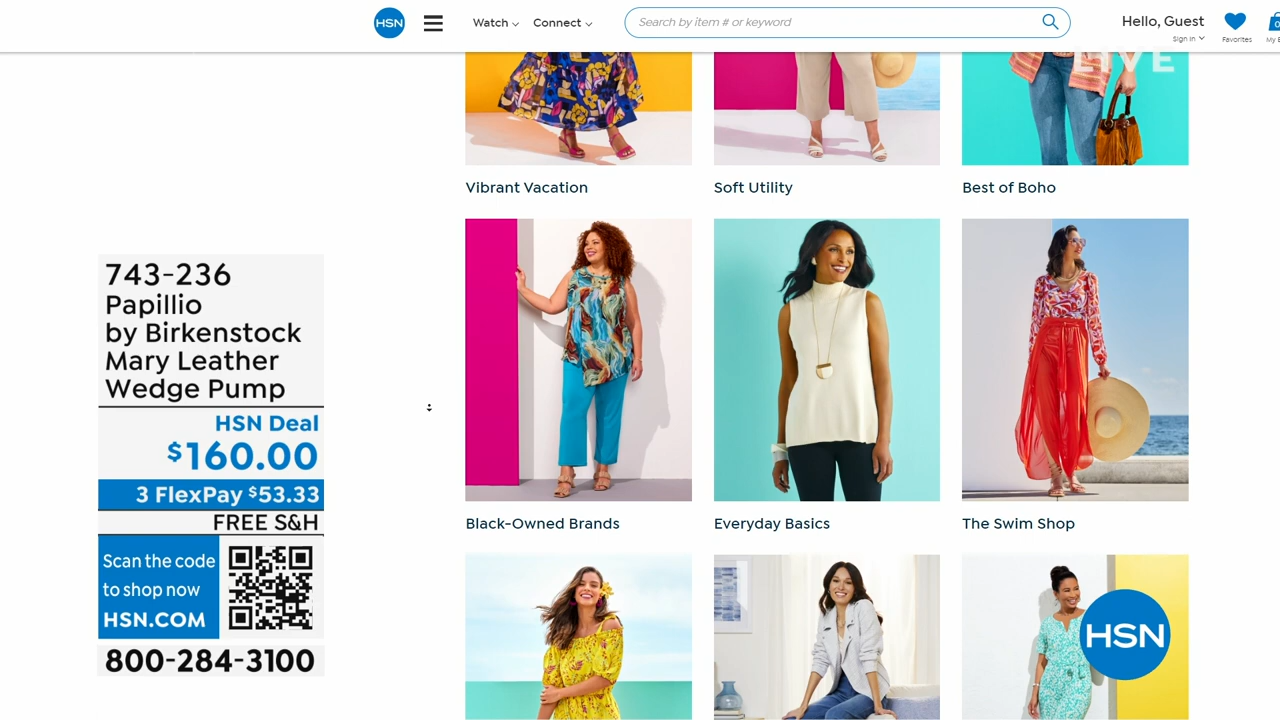 HSN
Watch
Connect
Search by item # or keyword
Hello, Guest
Sign In
Favorites
0
LIVE
Vibrant Vacation
Soft Utility
Best of Boho
743-236
Papillio
by Birkenstock
Mary Leather
Wedge Pump
HSN Deal
$160.00
3 FlexPay $53.33
FREE S&H
Scan the code
to shop now
HSN.COM
800-284-3100
Black-Owned Brands
Everyday Basics
The Swim Shop
HSN